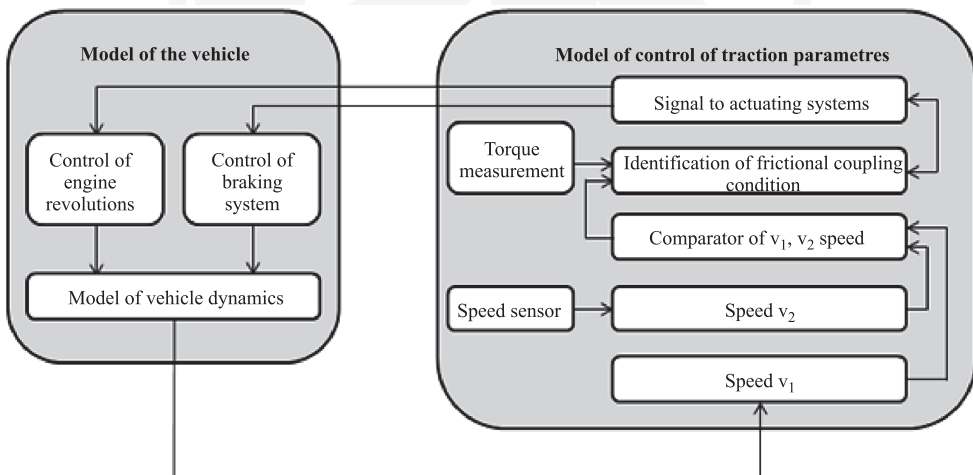 Model of the vehicle
Control of
engine
revolutions
Control of
braking
system
Model of vehicle dynamics
Model of control of traction parametres
Signal to actuating systems
Torque
measurement
Identification of frictional coupling
condition
Comparator of v₁, v₂ speed
Speed sensor
Speed v₂
Speed v₁